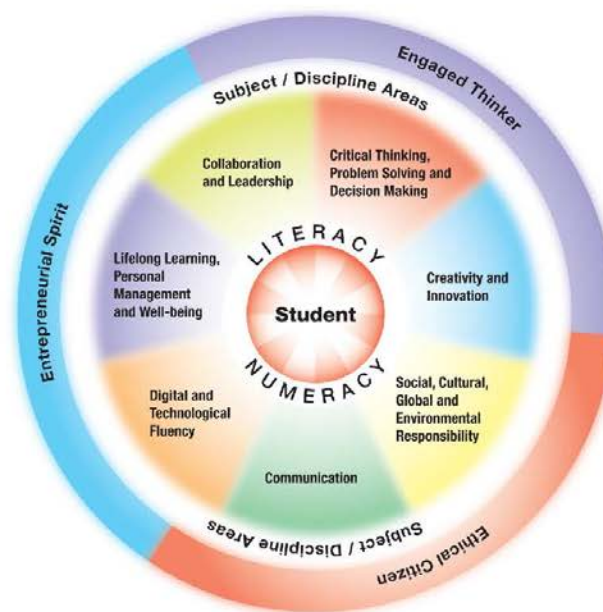 Engaged Thinker
Subject / Discipline Areas
Collaboration
and Leadership
Critical Thinking,
Problem Solving and
Decision Making
Entrepreneurial Spirit
Lifelong Learning,
Personal
Management
and Well-being
LITERACY
Student
NUMERACY
Creativity and
Innovation
Digital and
Technological
Fluency
Social, Cultural,
Global and
Environmental
Responsibility
Communication
Subject / Discipline Areas
Ethical Citizen